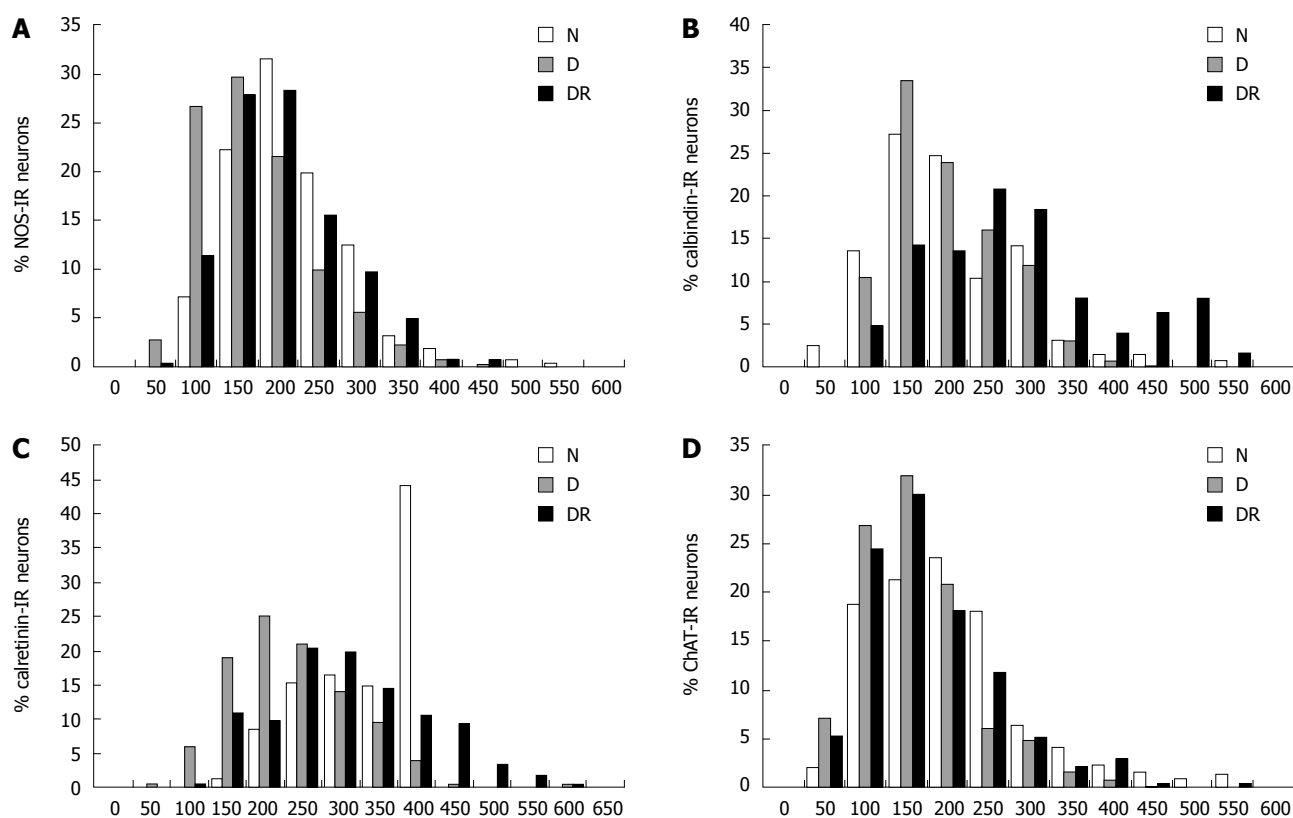 A
% NOS-IR neurons
35
30
25
20
15
10
5
0
N
D
DR
0 50 100 150 200 250 300 350 400 450 500 550 600
B
% calbindin-IR neurons
40
35
30
25
20
15
10
5
0
N
D
DR
0 50 100 150 200 250 300 350 400 450 500 550 600
C
% calretinin-IR neurons
50
45
40
35
30
25
20
15
10
5
0
N
D
DR
0 50 100 150 200 250 300 350 400 450 500 550 600 650
D
% ChAT-IR neurons
35
30
25
20
15
10
5
0
N
D
DR
0 50 100 150 200 250 300 350 400 450 500 550 600